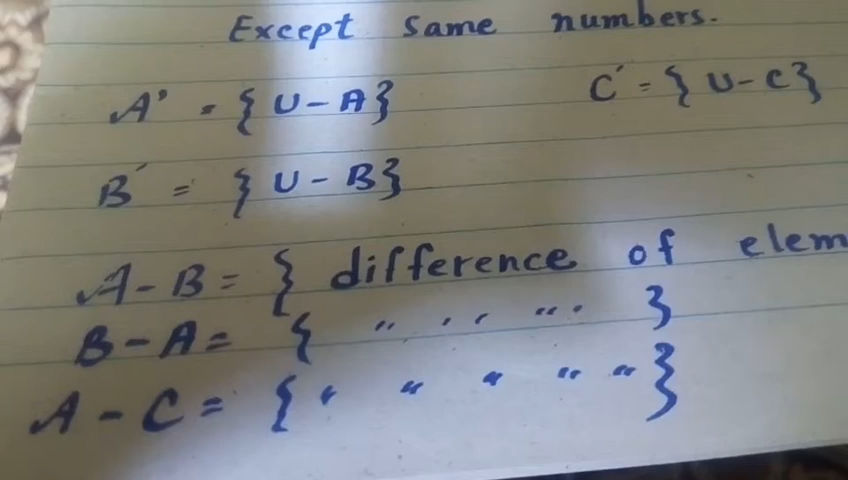 Except same numbers.
A' = { U - A }
C' = { U - C }
B' = { U - B }
A - B = { difference of elem
B - A = { " " " }
A - C = { " " " " " }